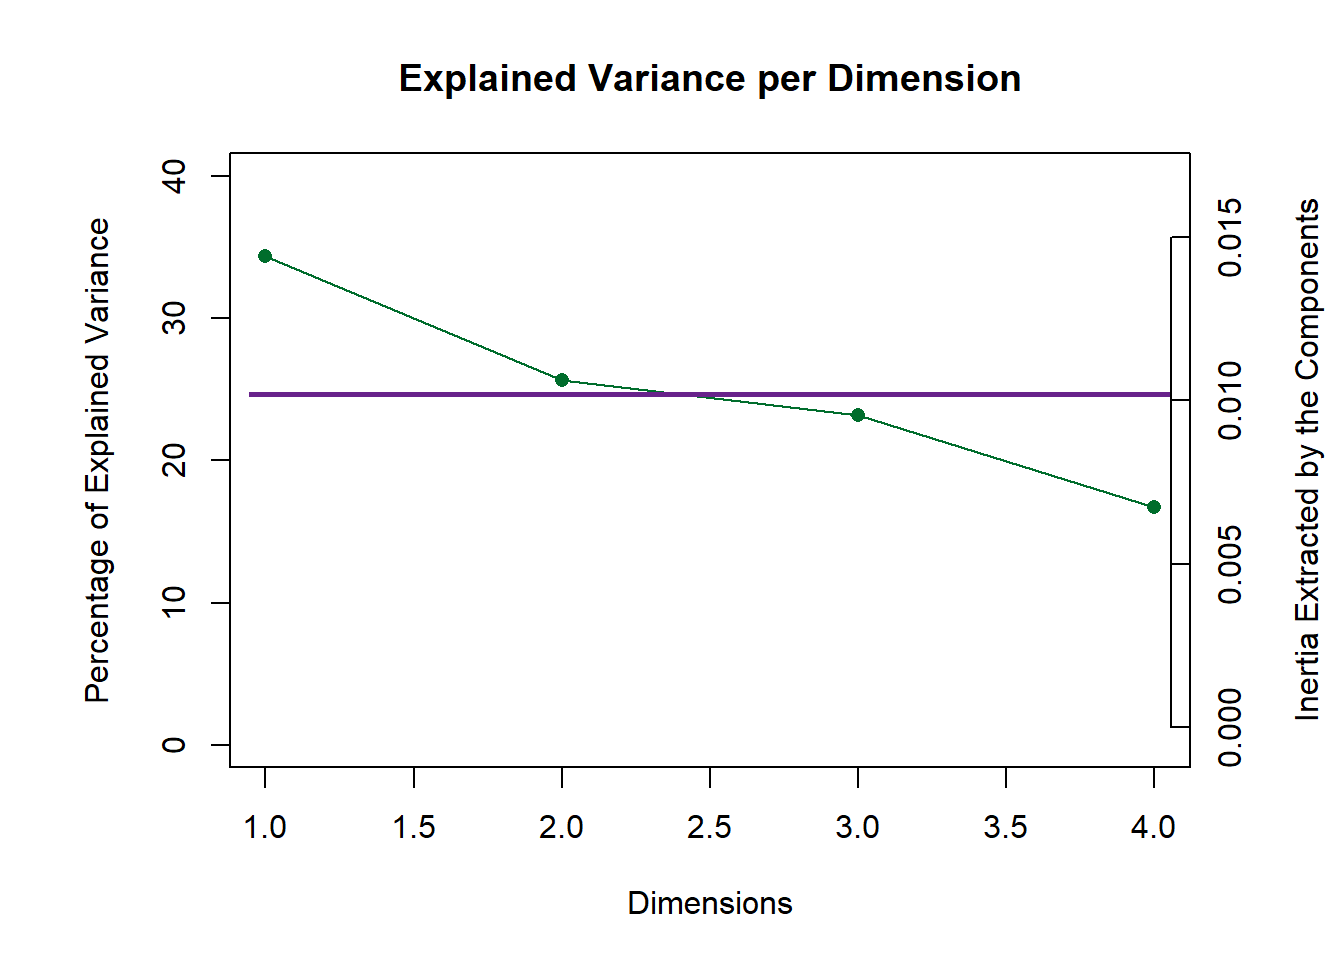 Explained Variance per Dimension
Percentage of Explained Variance
40
30
20
10
0
1.0 1.5 2.0 2.5 3.0 3.5 4.0
Dimensions
0.015
0.010
0.005
0.000
Inertia Extracted by the Components